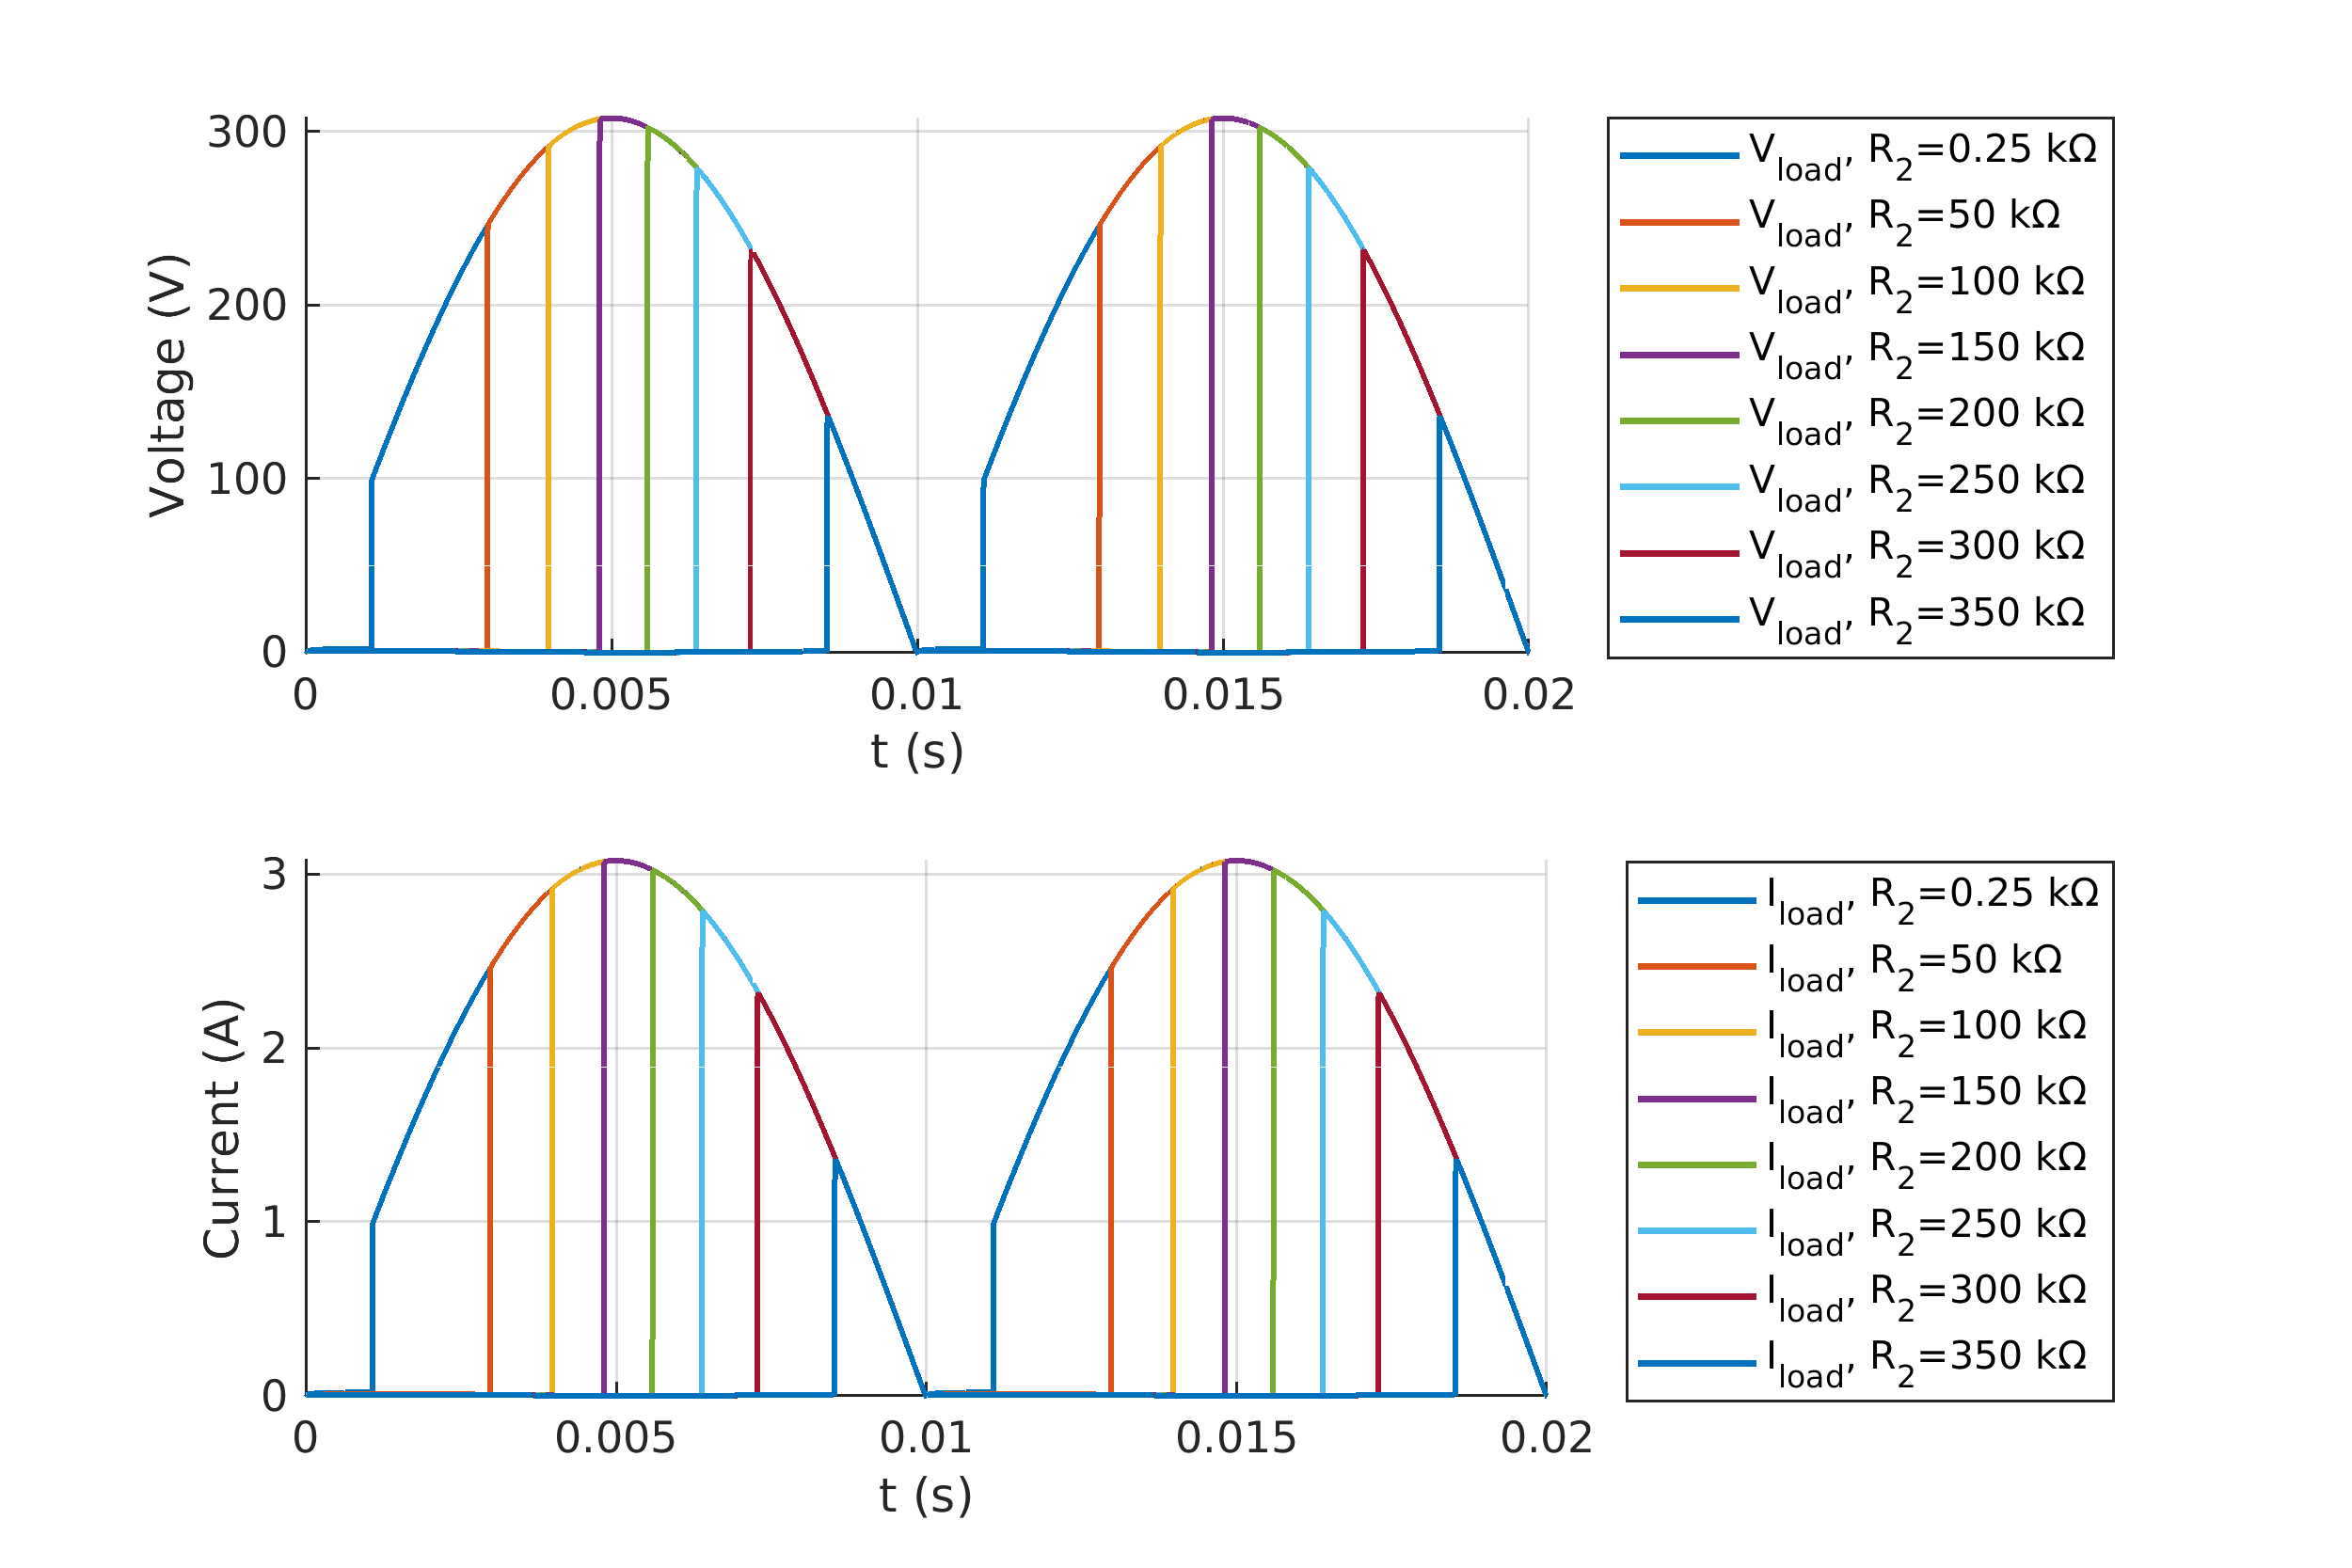 300
200
100
0
Voltage (V)
0
0.005
0.01
0.015
0.02
t (s)
V_load, R_2=0.25 kΩ
V_load, R_2=50 kΩ
V_load, R_2=100 kΩ
V_load, R_2=150 kΩ
V_load, R_2=200 kΩ
V_load, R_2=250 kΩ
V_load, R_2=300 kΩ
V_load, R_2=350 kΩ
3
2
1
0
Current (A)
0
0.005
0.01
0.015
0.02
t (s)
I_load, R_2=0.25 kΩ
I_load, R_2=50 kΩ
I_load, R_2=100 kΩ
I_load, R_2=150 kΩ
I_load, R_2=200 kΩ
I_load, R_2=250 kΩ
I_load, R_2=300 kΩ
I_load, R_2=350 kΩ